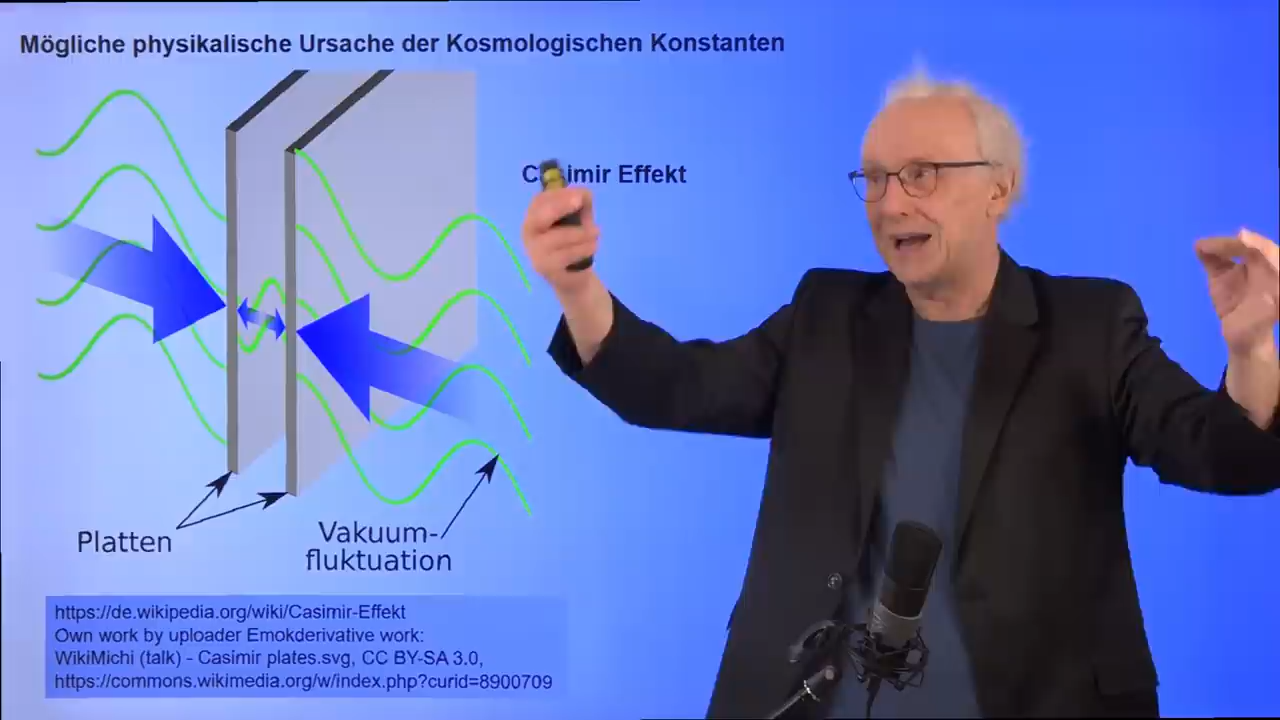 Mögliche physikalische Ursache der Kosmologischen Konstanten
Casimir Effekt
Platten
Vakuum-
fluktuation
https://de.wikipedia.org/wiki/Casimir-Effekt
Own work by uploader Emokderivative work:
WikiMichi (talk) - Casimir plates.svg, CC BY-SA 3.0,
https://commons.wikimedia.org/w/index.php?curid=8900709